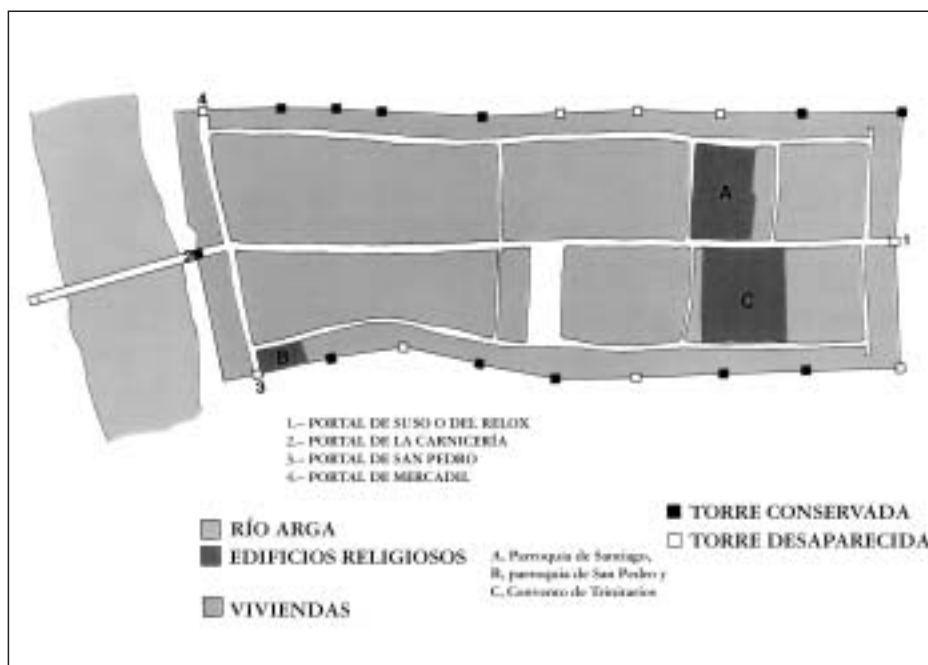 4
A
1
2
C
B
3
1.– PORTAL DE SUSO O DEL RELOX
2.– PORTAL DE LA CARNICERÍA
3.– PORTAL DE SAN PEDRO
4.– PORTAL DE MERCADIL
RÍO ARGA
EDIFICIOS RELIGIOSOS
VIVIENDAS
A, Parroquia de Santiago,
B, parroquia de San Pedro y
C, Convento de Trinitarios
TORRE CONSERVADA
TORRE DESAPARECIDA